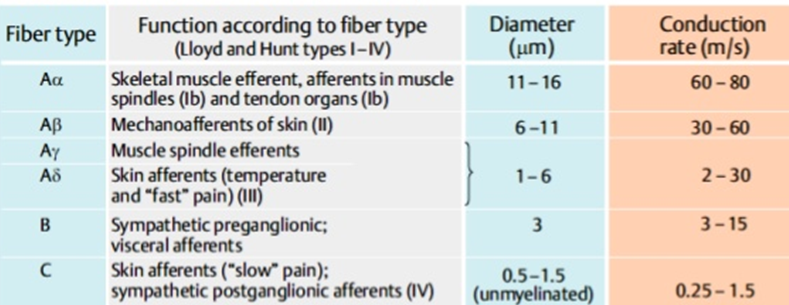 Fiber type Function according to fiber type (Lloyd and Hunt types I–IV) Diameter (μm) Conduction rate (m/s)
Aα Skeletal muscle efferent, afferents in muscle spindles (Ib) and tendon organs (Ib) 11–16 60–80
Aβ Mechanoafferents of skin (II) 6–11 30–60
Aγ Muscle spindle efferents
Aδ Skin afferents (temperature and “fast” pain) (III) 1–6 2–30
B Sympathetic preganglionic; visceral afferents 3 3–15
C Skin afferents (“slow” pain); sympathetic postganglionic afferents (IV) 0.5–1.5 (unmyelinated) 0.25–1.5